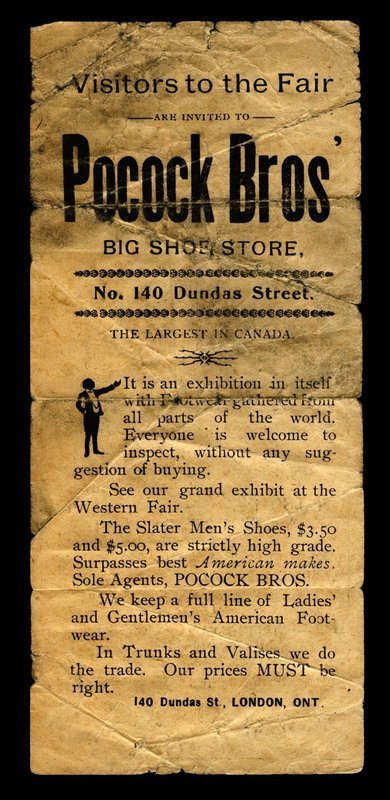 Visitors to the Fair
ARE INVITED TO
Pocock Bros'
BIG SHOE STORE,
No. 140 Dundas Street.
THE LARGEST IN CANADA.
It is an exhibition in itself
with Footwear gathered from
all parts of the world.
Everyone is welcome to
inspect, without any sug-
gestion of buying.
See our grand exhibit at the
Western Fair.
The Slater Men's Shoes, $3.50
and $5.00, are strictly high grade.
Surpasses best American makes.
Sole Agents, POCOCK BROS.
We keep a full line of Ladies'
and Gentlemen's American Foot-
wear.
In Trunks and Valises we do
the trade. Our prices MUST be
right.
140 Dundas St., LONDON, ONT.